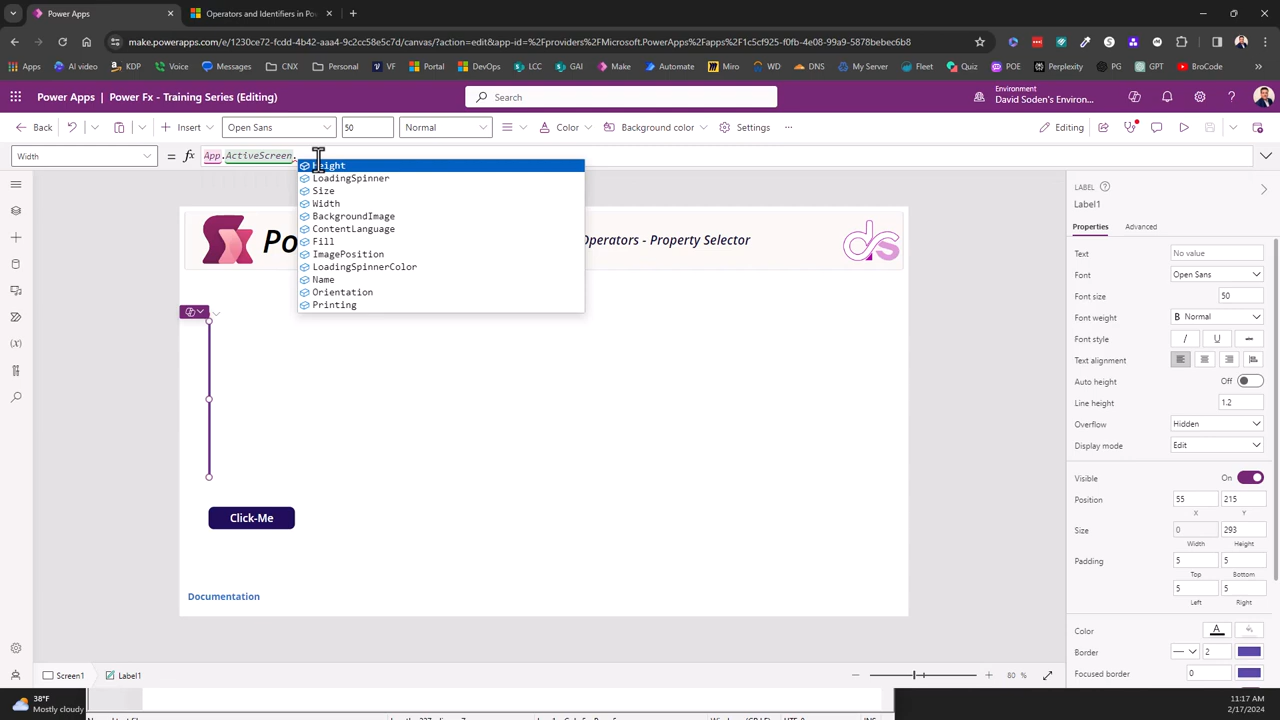 Power Apps
Operators and Identifiers in Power
make.powerapps.com/e/1230ce72-fcdd-4da4-9cc2-cc58e5c7d/canvas/?action=edit&app-id=%2Fproviders%2FMicrosoft.PowerApps%2Fapps%2F1c5cf925-f0fb-4e08-99a9-5878bebec6b8
Apps AI video KDP Voice CNX Personal VF Portal DevOps LCC GAI Make Automate Miro WD DNS My Server Fleet Quiz POE Perplexity PG GPT BroCode
Power Apps | Power Fx - Training Series (Editing)
Search
Environment
David Soden's Environ...
Back Insert Open Sans 50 Normal Color Background color Settings ··· Editing
Width = fx App.ActiveScreen.
Height
LoadingSpinner
Size
Width
BackgroundImage
ContentLanguage
Fill
ImagePosition
LoadingSpinnerColor
Name
Orientation
Printing
Po
Operators - Property Selector
ds
Click-Me
Documentation
LABEL
Label1
Properties Advanced
Text No value
Font Open Sans
Font size 50
Font weight B Normal
Font style / U abc
Text alignment
Auto height Off
Line height 1.2
Overflow Hidden
Display mode Edit
Visible On
Position 55 215
X Y
Size 0 293
Width Height
Padding 5 5
Top Bottom
5 5
Left Right
Color A
Border 2
Focused border 0
Screen1 Label1
80 %
38°F
Mostly cloudy
11:17 AM
2/17/2024